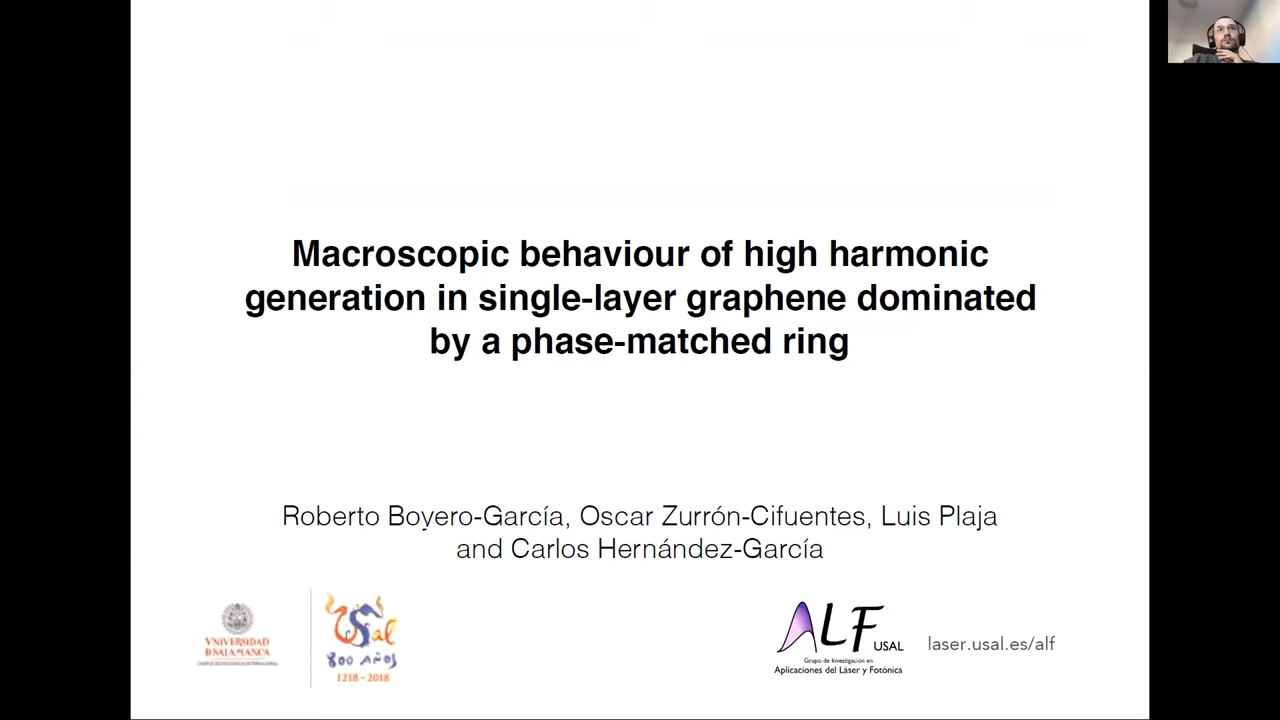 Macroscopic behaviour of high harmonic
generation in single-layer graphene dominated
by a phase-matched ring
Roberto Boyero-García, Oscar Zurrón-Cifuentes, Luis Plaja
and Carlos Hernández-García
VNIVERSIDAD
D SALAMANCA
USal
800 AÑOS
1218 - 2018
ALF USAL
Grupo de Investigación en
Aplicaciones del Láser y Fotónica
laser.usal.es/alf